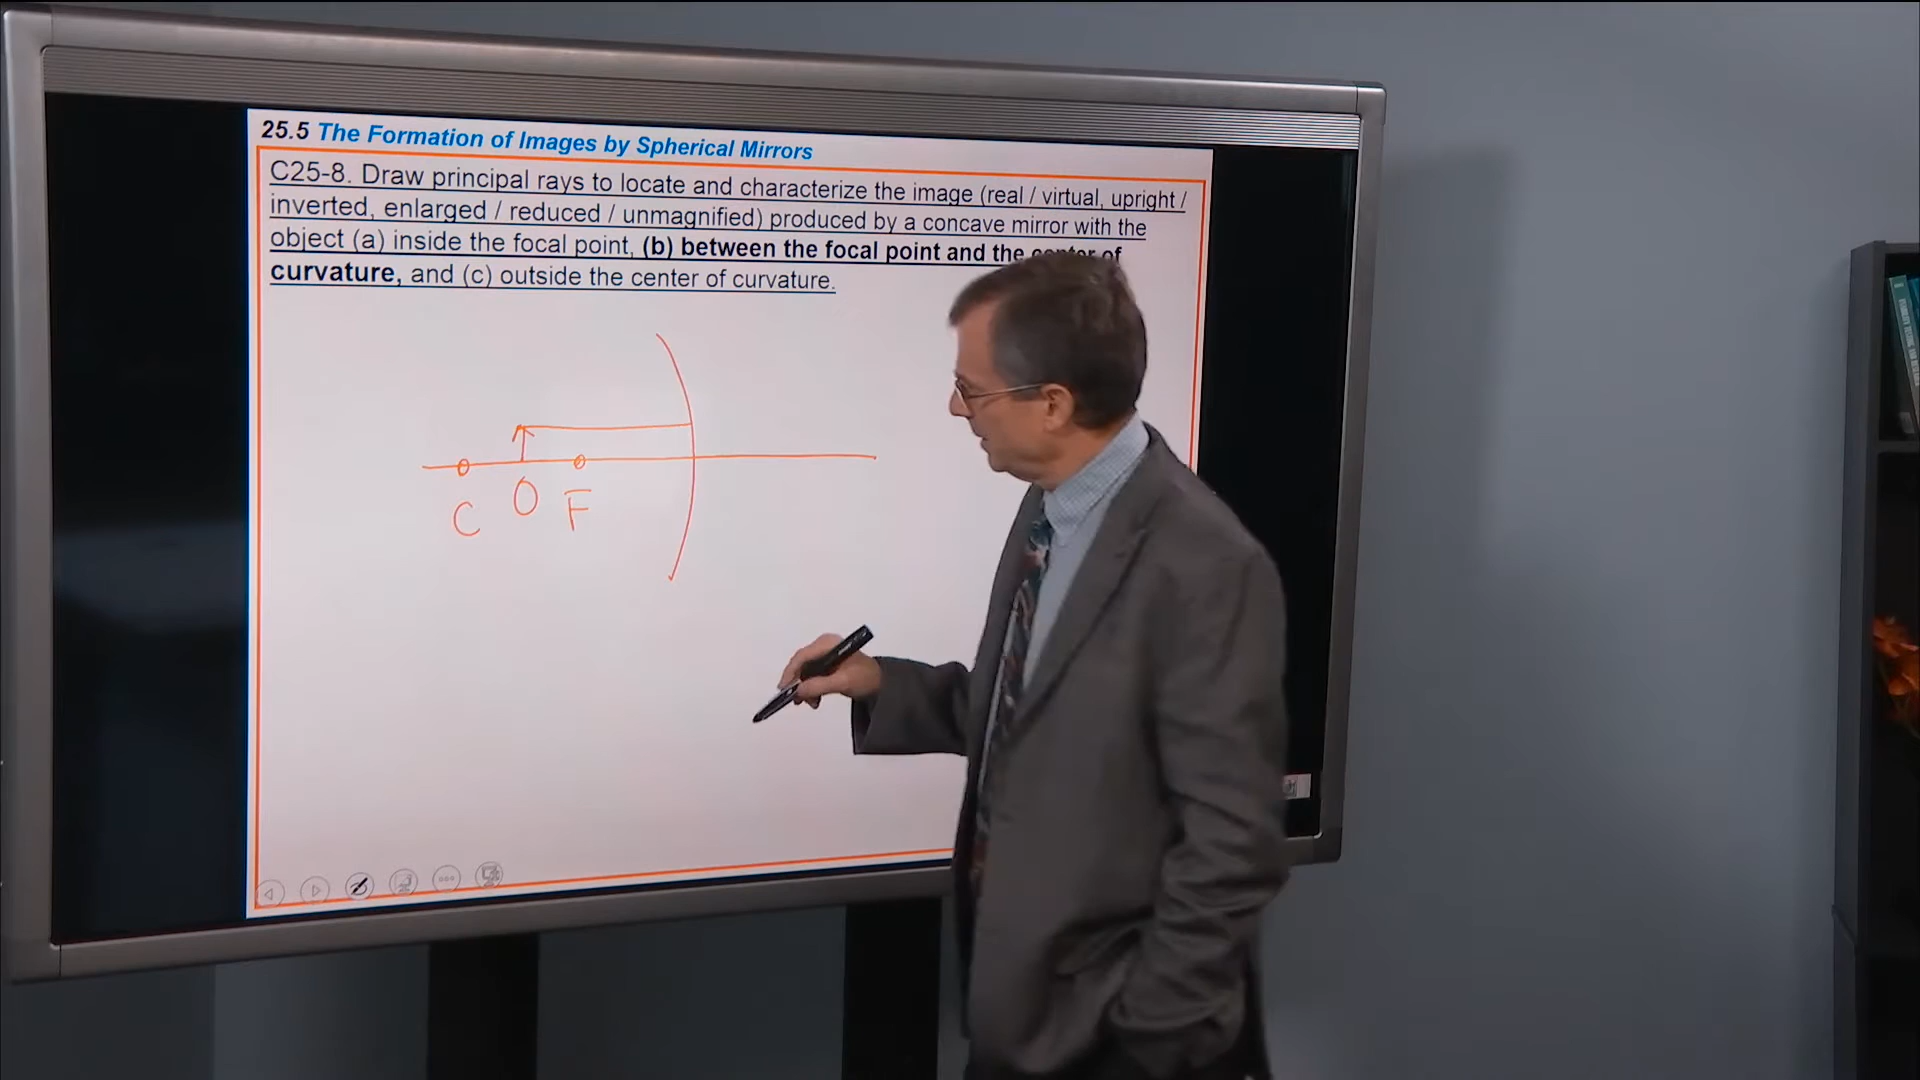 25.5 The Formation of Images by Spherical Mirrors
C25-8. Draw principal rays to locate and characterize the image (real / virtual, upright /
inverted, enlarged / reduced / unmagnified) produced by a concave mirror with the
object (a) inside the focal point, (b) between the focal point and the center of
curvature, and (c) outside the center of curvature.
C O F